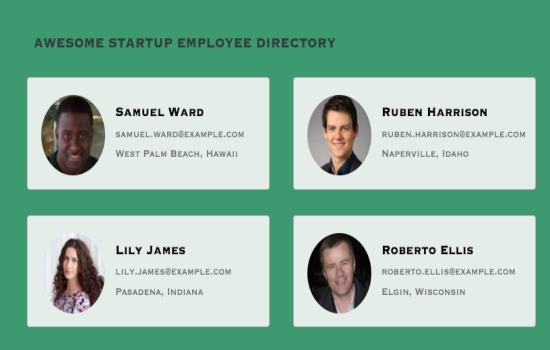 AWESOME STARTUP EMPLOYEE DIRECTORY
SAMUEL WARD
SAMUEL.WARD@EXAMPLE.COM
WEST PALM BEACH, HAWAII
RUBEN HARRISON
RUBEN.HARRISON@EXAMPLE.COM
NAPERVILLE, IDAHO
LILY JAMES
LILY.JAMES@EXAMPLE.COM
PASADENA, INDIANA
ROBERTO ELLIS
ROBERTO.ELLIS@EXAMPLE.COM
ELGIN, WISCONSIN